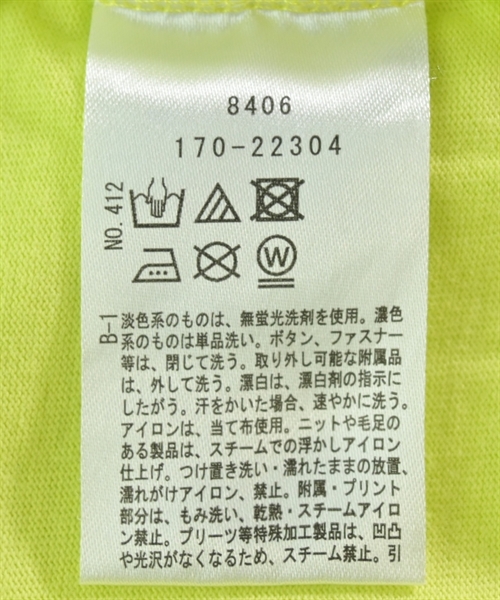 8406
170-22304
NO. 412
W
B-1
淡色系のものは、無蛍光洗剤を使用。濃色
系のものは単品洗い。ボタン、ファスナー
等は、閉じて洗う。取り外し可能な附属品
は、外して洗う。漂白は、漂白剤の指示に
したがう。汗をかいた場合、速やかに洗う。
アイロンは、当て布使用。ニットや毛足の
ある製品は、スチームでの浮かしアイロン
仕上げ。つけ置き洗い・濡れたままの放置、
濡れがけアイロン、禁止。附属・プリント
部分は、もみ洗い、乾熱・スチームアイロ
ン禁止。プリーツ等特殊加工製品は、凹凸
や光沢がなくなるため、スチーム禁止。引